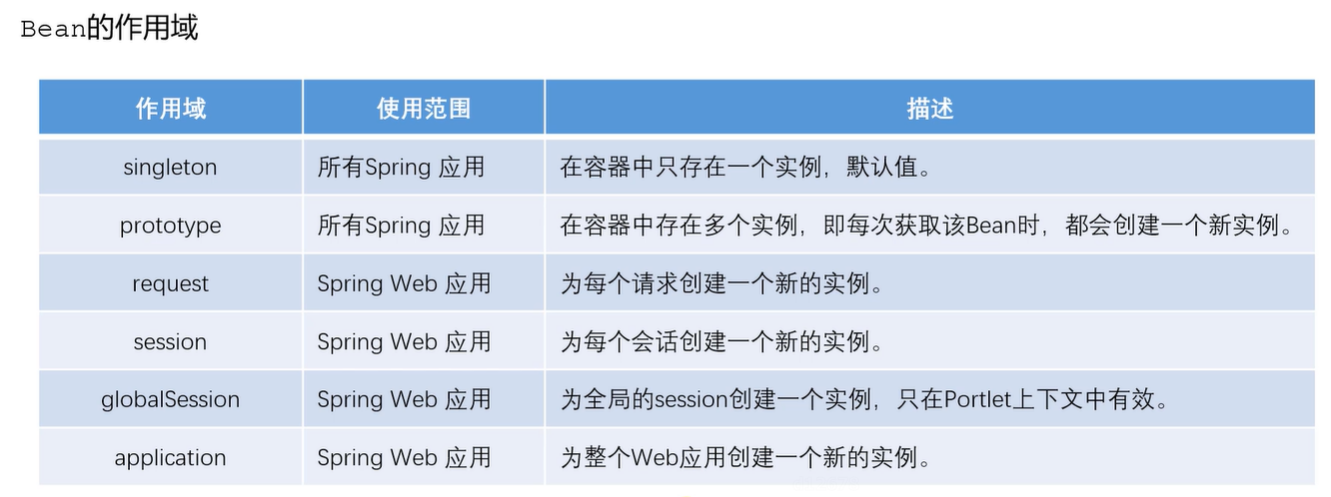 Bean的作用域
作用域 使用范围 描述
singleton 所有Spring 应用 在容器中只存在一个实例，默认值。
prototype 所有Spring 应用 在容器中存在多个实例，即每次获取该Bean时，都会创建一个新实例。
request Spring Web 应用 为每个请求创建一个新的实例。
session Spring Web 应用 为每个会话创建一个新的实例。
globalSession Spring Web 应用 为全局的session创建一个实例，只在Portlet上下文中有效。
application Spring Web 应用 为整个Web应用创建一个新的实例。